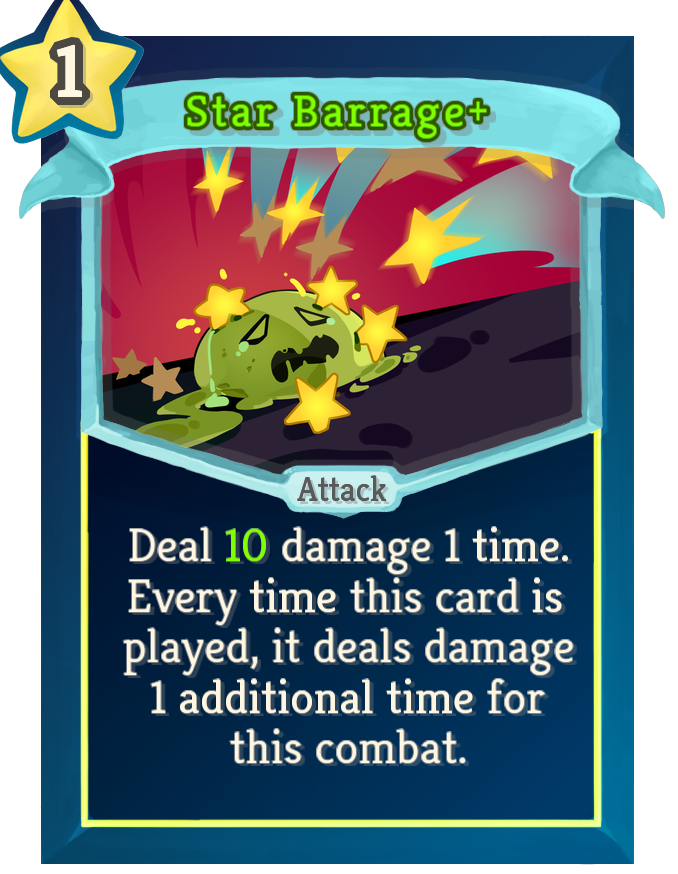 1
Star Barrage+
Attack
Deal 10 damage 1 time.
Every time this card is
played, it deals damage
1 additional time for
this combat.